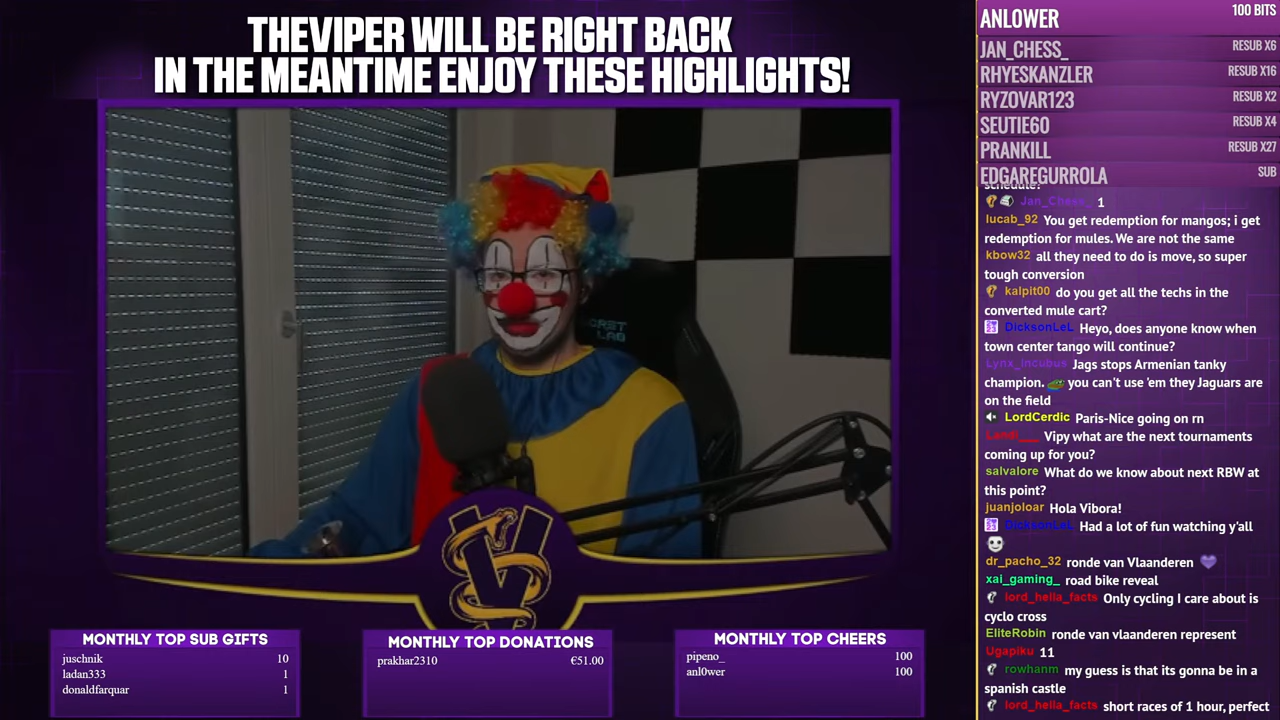 THEVIPER WILL BE RIGHT BACK
IN THE MEANTIME ENJOY THESE HIGHLIGHTS!
MONTHLY TOP SUB GIFTS
juschnik 10
ladan333 1
donaldfarquar 1
MONTHLY TOP DONATIONS
prakhar2310 €51.00
MONTHLY TOP CHEERS
pipeno_ 100
anl0wer 100
ANLOWER 100 BITS
JAN_CHESS_ RESUB X6
RHYESKANZLER RESUB X16
RYZOVAR123 RESUB X2
SEUTIE60 RESUB X4
PRANKILL RESUB X27
EDGAREGURROLA SUB
schedule?
Jan_Chess_ 1
lucab_92 You get redemption for mangos; i get
redemption for mules. We are not the same
kbow32 all they need to do is move, so super
tough conversion
kalpit00 do you get all the techs in the
converted mule cart?
DicksonLeL Heyo, does anyone know when
town center tango will continue?
Lynx_Incubus Jags stops Armenian tanky
champion. you can't use 'em they Jaguars are
on the field
LordCerdic Paris-Nice going on rn
Vipy what are the next tournaments
coming up for you?
salvalore What do we know about next RBW at
this point?
juanjoloar Hola Vibora!
DicksonLeL Had a lot of fun watching y'all
dr_pacho_32 ronde van Vlaanderen
xai_gaming_ road bike reveal
lord_hella_facts Only cycling I care about is
cyclo cross
EliteRobin ronde van vlaanderen represent
Ugapiku 11
rowhanm my guess is that its gonna be in a
spanish castle
lord_hella_facts short races of 1 hour, perfect